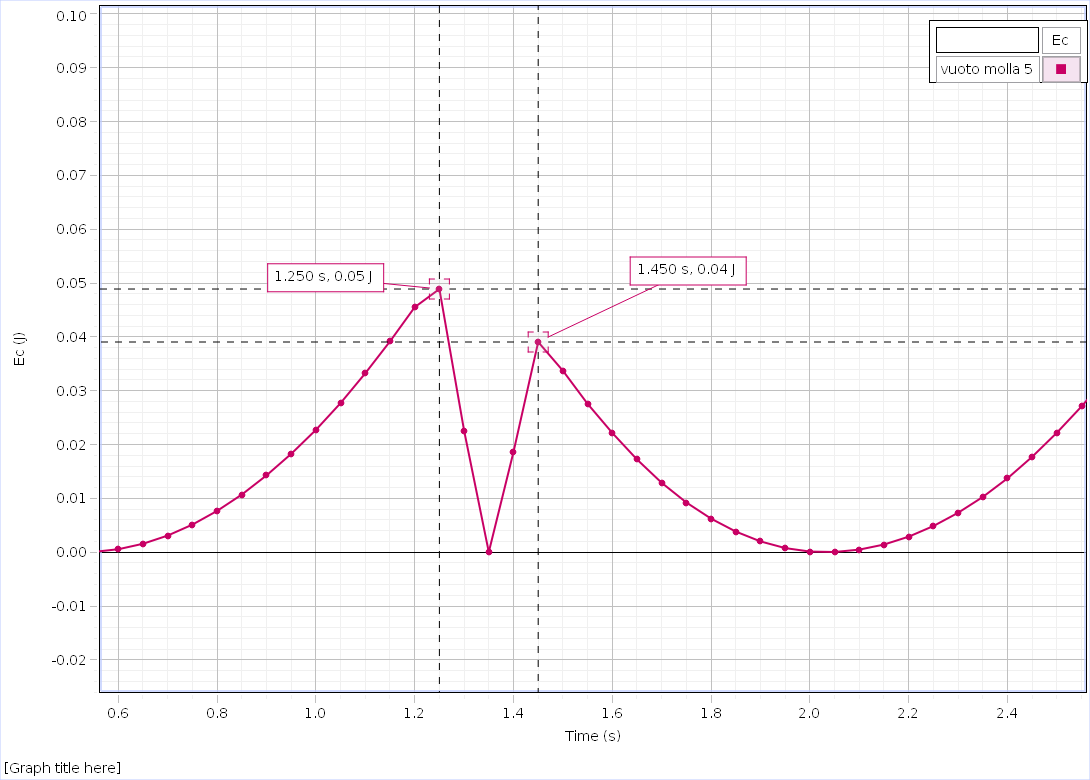 0.10
0.09
0.08
0.07
0.06
0.05
0.04
0.03
0.02
0.01
0.00
-0.01
-0.02
Ec (J)
Ec
vuoto molla 5
1.250 s, 0.05 J
1.450 s, 0.04 J
0.6 0.8 1.0 1.2 1.4 1.6 1.8 2.0 2.2 2.4
Time (s)
[Graph title here]